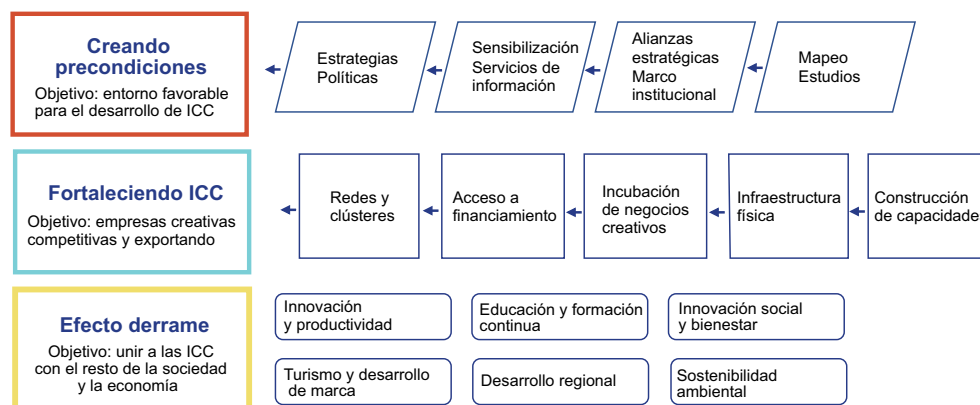 Creando
precondiciones
Objetivo: entorno favorable
para el desarrollo de ICC
Estrategias
Políticas
Sensibilización
Servicios de
información
Alianzas
estratégicas
Marco
institucional
Mapeo
Estudios
Fortaleciendo ICC
Objetivo: empresas creativas
competitivas y exportando
Redes y
clústeres
Acceso a
financiamiento
Incubación
de negocios
creativos
Infraestructura
física
Construcción
de capacidade
Efecto derrame
Objetivo: unir a las ICC
con el resto de la sociedad
y la economía
Innovación
y productividad
Educación y formación
continua
Innovación social
y bienestar
Turismo y desarrollo
de marca
Desarrollo regional
Sostenibilidad
ambiental